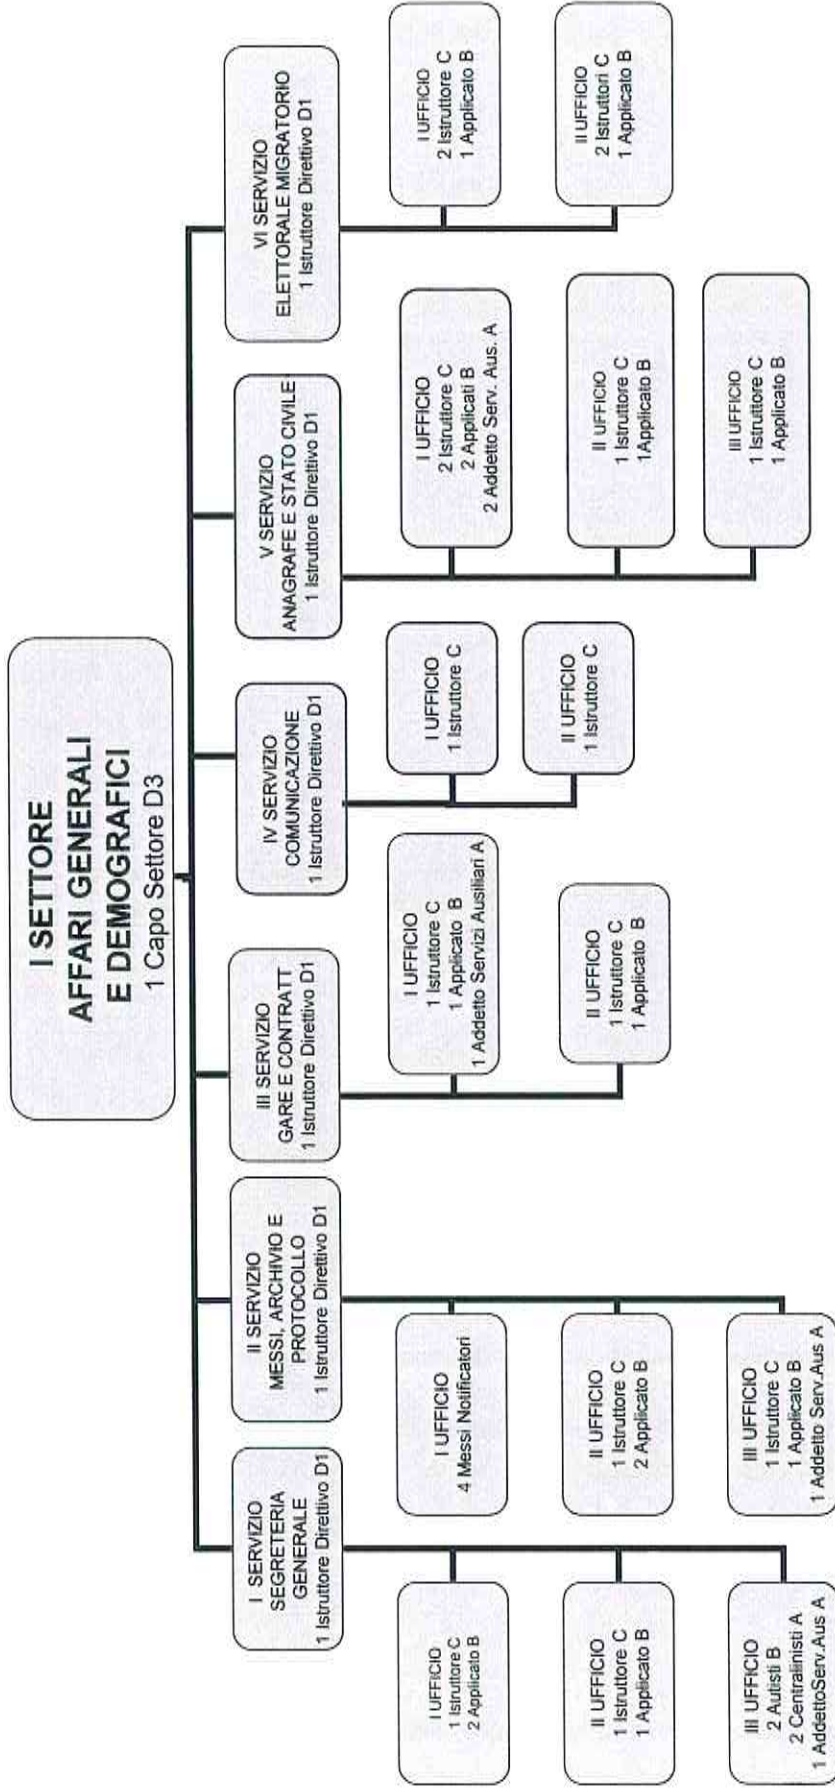 I SETTORE
AFFARI GENERALI
E DEMOGRAFICI
1 Capo Settore D3
I SERVIZIO
SEGRETERIA
GENERALE
1 Istruttore Direttivo D1
I UFFICIO
1 Istruttore C
2 Applicato B
II UFFICIO
1 Istruttore C
1 Applicato B
III UFFICIO
2 Autisti B
2 Centralinisti A
1 AddettoServ.Aus A
II SERVIZIO
MESSI, ARCHIVIO E
PROTOCOLLO
1 Istruttore Direttivo D1
I UFFICIO
4 Messi Notificatori
II UFFICIO
1 Istruttore C
2 Applicato B
III UFFICIO
1 Istruttore C
1 Applicato B
1 Addetto Serv.Aus A
III SERVIZIO
GARE E CONTRATT
1 Istruttore Direttivo D1
I UFFICIO
1 Istruttore C
1 Applicato B
1 Addetto Servizi Ausiliari A
II UFFICIO
1 Istruttore C
1 Applicato B
IV SERVIZIO
COMUNICAZIONE
1 Istruttore Direttivo D1
I UFFICIO
1 Istruttore C
II UFFICIO
1 Istruttore C
V SERVIZIO
ANAGRAFE E STATO CIVILE
1 Istruttore Direttivo D1
I UFFICIO
2 Istruttore C
2 Applicati B
2 Addetto Serv. Aus. A
II UFFICIO
1 Istruttore C
1Applicato B
III UFFICIO
1 Istruttore C
1 Applicato B
VI SERVIZIO
ELETTORALE MIGRATORIO
1 Istruttore Direttivo D1
I UFFICIO
2 Istruttore C
1 Applicato B
II UFFICIO
2 Istruttori C
1 Applicato B